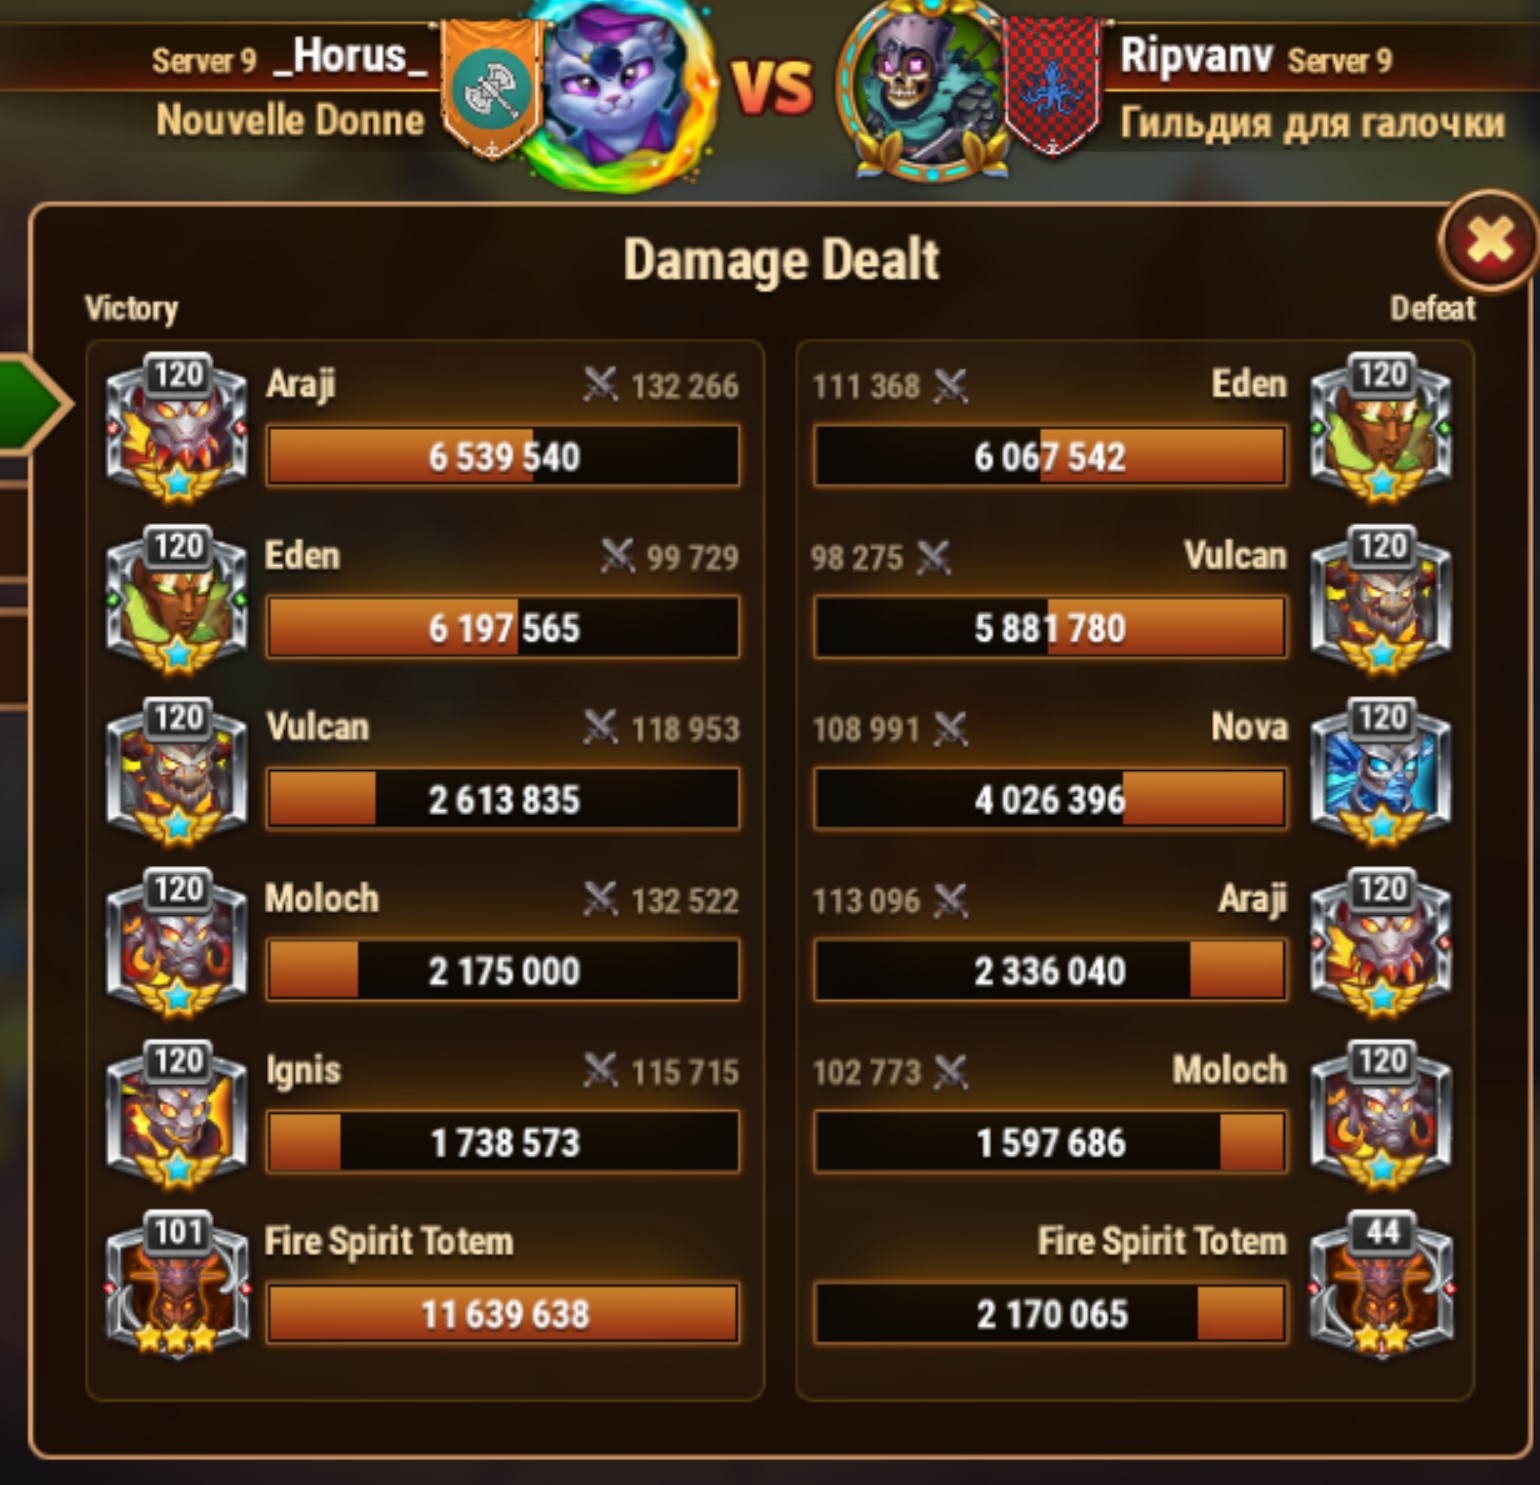 Server 9 _Horus_
Nouvelle Donne
VS
Ripvanv Server 9
Гильдия для галочки
Damage Dealt
Victory
Defeat
120
Araji 132 266
6 539 540
120
Eden 99 729
6 197 565
120
Vulcan 118 953
2 613 835
120
Moloch 132 522
2 175 000
120
Ignis 115 715
1 738 573
101
Fire Spirit Totem
11 639 638
111 368 Eden
120
6 067 542
98 275 Vulcan
120
5 881 780
108 991 Nova
120
4 026 396
113 096 Araji
120
2 336 040
102 773 Moloch
120
1 597 686
Fire Spirit Totem
44
2 170 065